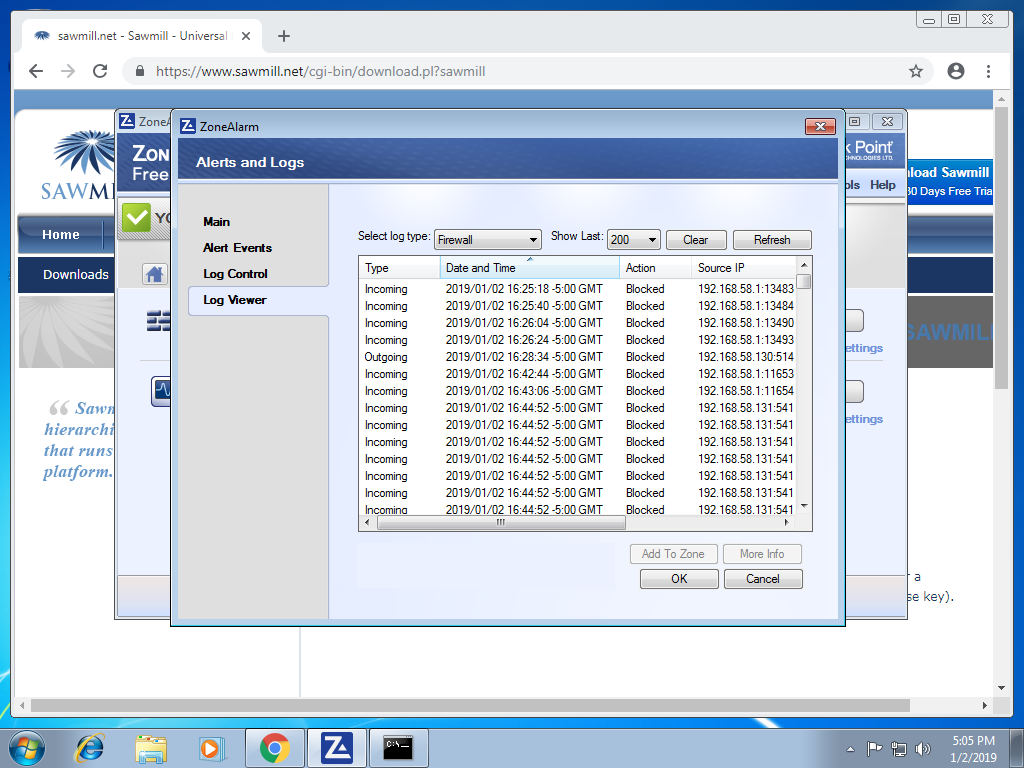 sawmill.net - Sawmill - Universal
https://www.sawmill.net/cgi-bin/download.pl?sawmill
ZoneAlarm
Alerts and Logs
Main
Alert Events
Log Control
Log Viewer
Select log type: Firewall Show Last: 200 Clear Refresh
Type Date and Time Action Source IP
Incoming 2019/01/02 16:25:18 -5:00 GMT Blocked 192.168.58.1:13483
Incoming 2019/01/02 16:25:40 -5:00 GMT Blocked 192.168.58.1:13484
Incoming 2019/01/02 16:26:04 -5:00 GMT Blocked 192.168.58.1:13490
Incoming 2019/01/02 16:26:24 -5:00 GMT Blocked 192.168.58.1:13493
Outgoing 2019/01/02 16:28:34 -5:00 GMT Blocked 192.168.58.130:514
Incoming 2019/01/02 16:42:44 -5:00 GMT Blocked 192.168.58.1:11653
Incoming 2019/01/02 16:43:06 -5:00 GMT Blocked 192.168.58.1:11654
Incoming 2019/01/02 16:44:52 -5:00 GMT Blocked 192.168.58.131:541
Incoming 2019/01/02 16:44:52 -5:00 GMT Blocked 192.168.58.131:541
Incoming 2019/01/02 16:44:52 -5:00 GMT Blocked 192.168.58.131:541
Incoming 2019/01/02 16:44:52 -5:00 GMT Blocked 192.168.58.131:541
Incoming 2019/01/02 16:44:52 -5:00 GMT Blocked 192.168.58.131:541
Incoming 2019/01/02 16:44:52 -5:00 GMT Blocked 192.168.58.131:541
Incoming 2019/01/02 16:44:52 -5:00 GMT Blocked 192.168.58.131:541
Add To Zone More Info
OK Cancel
ZoneA
ZON
Free
YO
k Point
CHNOLOGIES LTD.
ols Help
ettings
ettings
SAWMI
Home
Downloads
load Sawmill
30 Days Free Tria
SAWMILL
“ Sawm
hierarchi
that runs
platform.
r a
se key).
C:\_
5:05 PM
1/2/2019